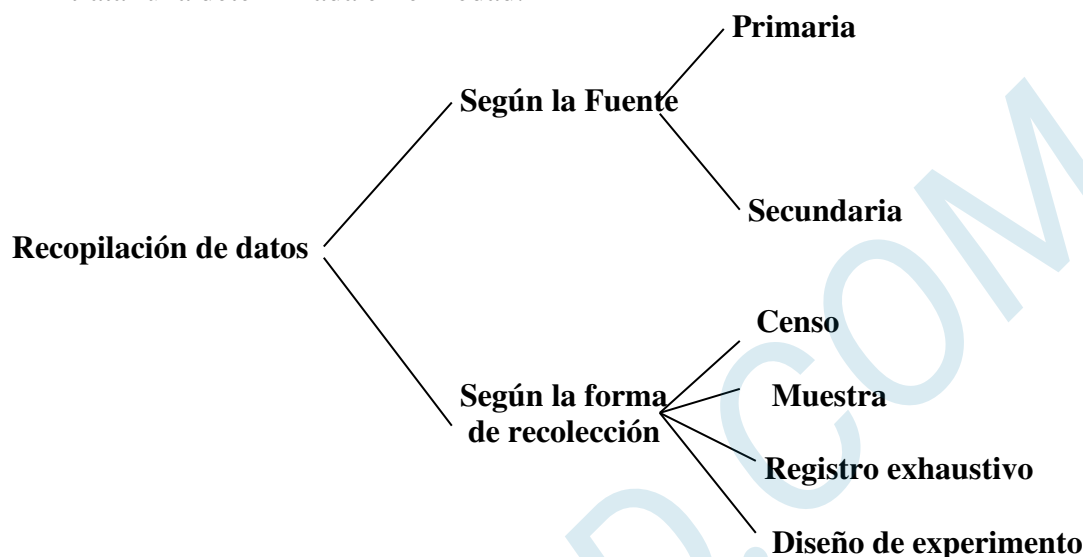 Primaria
Según la Fuente
Secundaria
Recopilación de datos
Censo
Según la forma
de recolección
Muestra
Registro exhaustivo
Diseño de experimento
D.COM